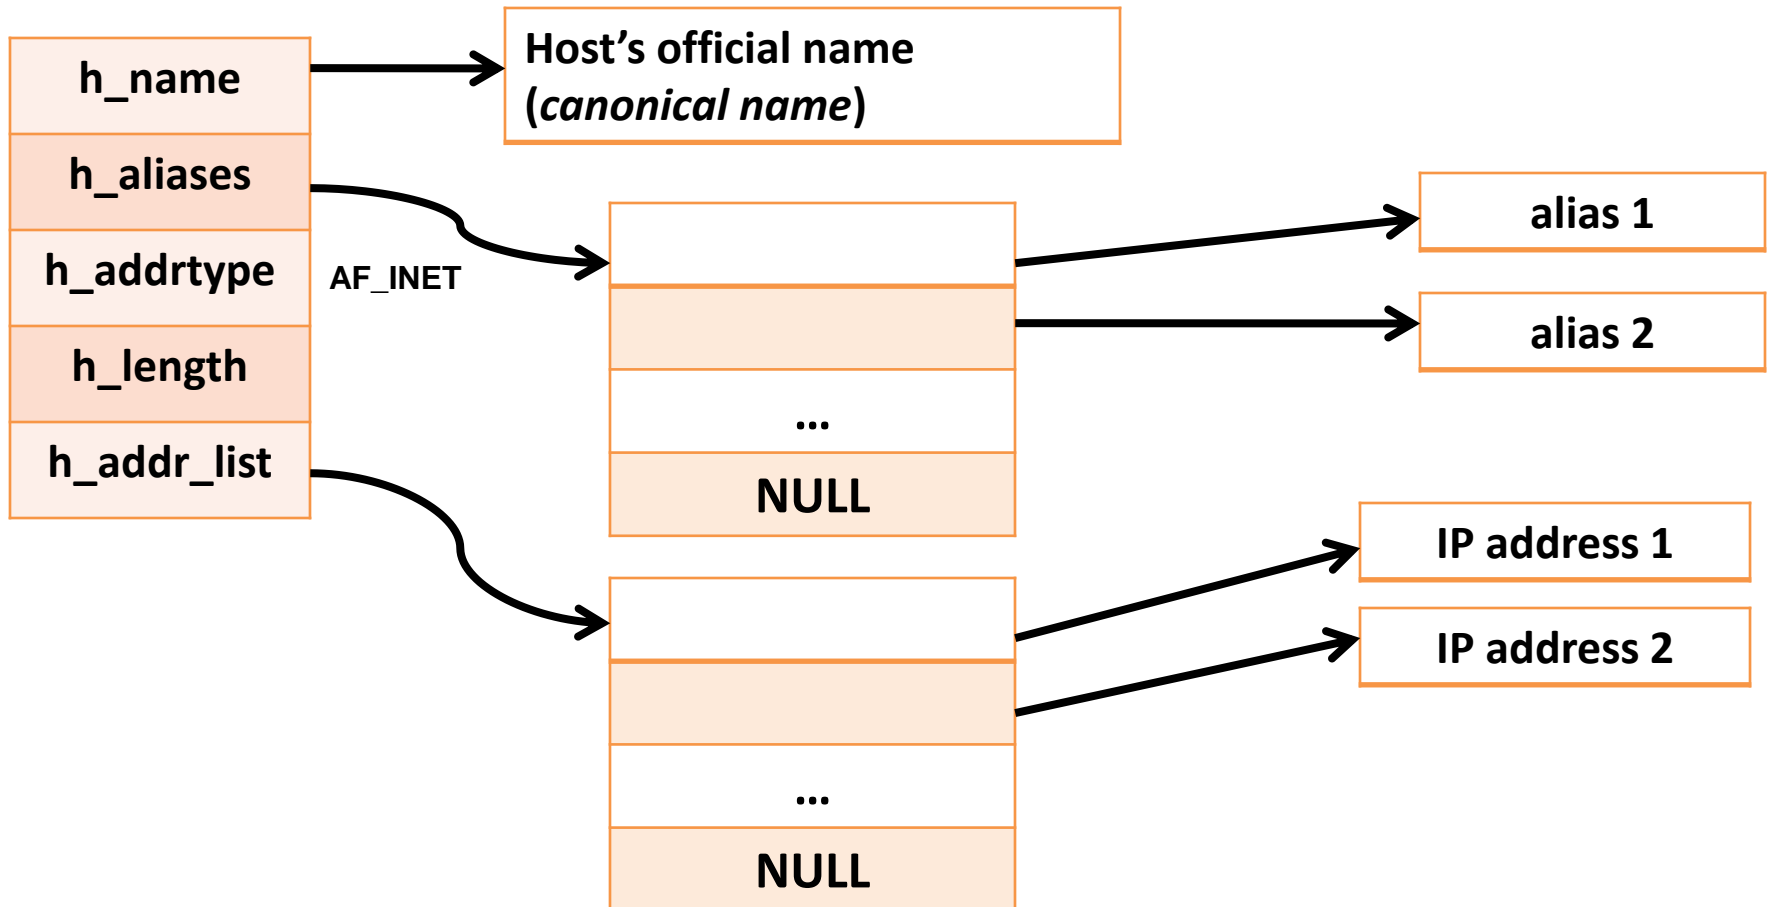 h_name
Host’s official name
(canonical name)
h_aliases
h_addrtype
AF_INET
h_length
h_addr_list
alias 1
alias 2
...
NULL
IP address 1
IP address 2
...
NULL